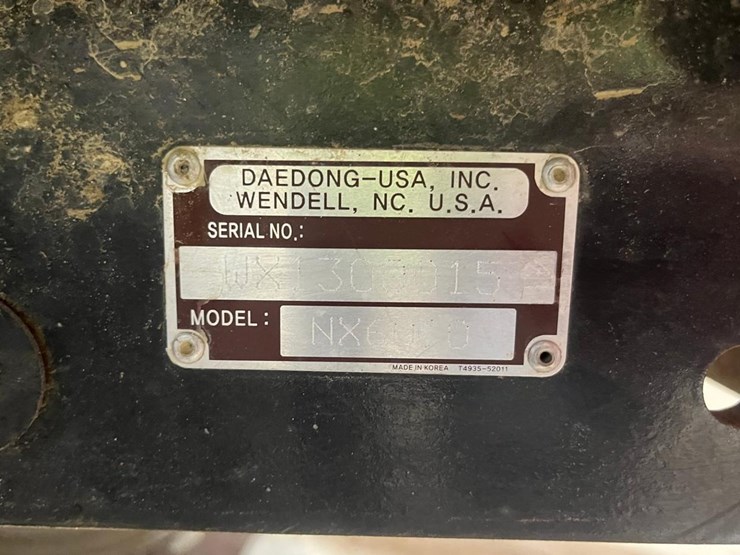 DAEDONG-USA, INC.
WENDELL, NC. U.S.A.
SERIAL NO.:
MODEL:
MADE IN KOREA T4935-52011